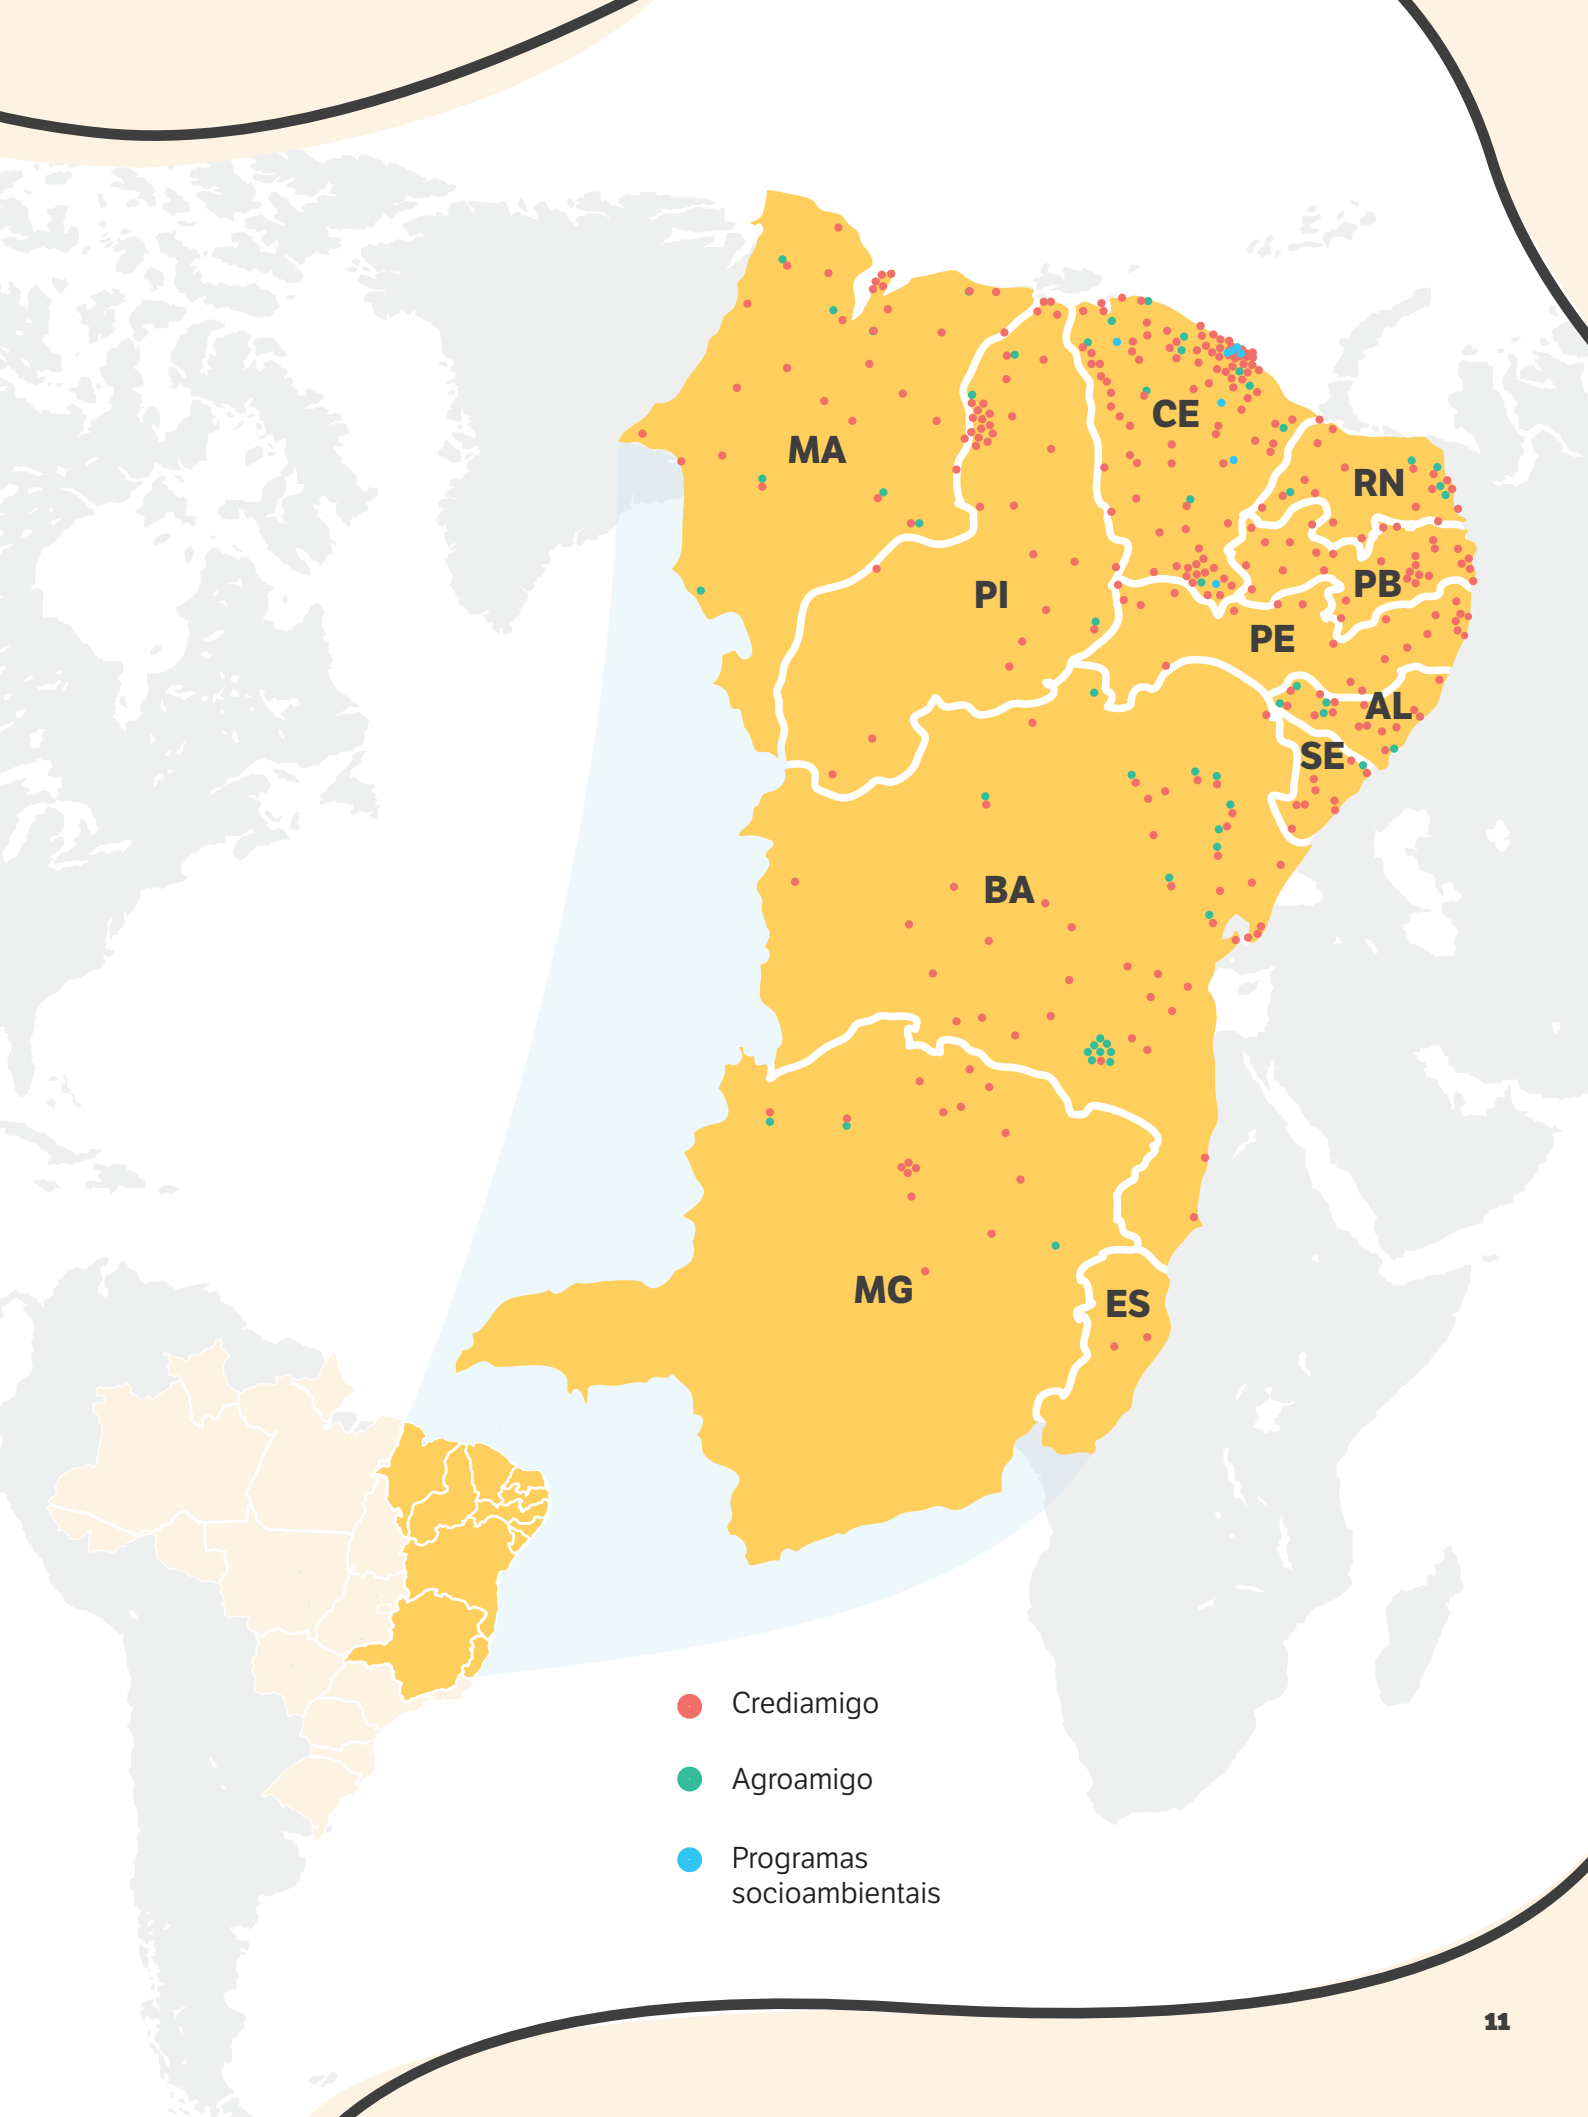 MA
CE
RN
PI
PB
PE
AL
SE
BA
MG
ES
Crediamigo
Agroamigo
Programas
socioambientais
11